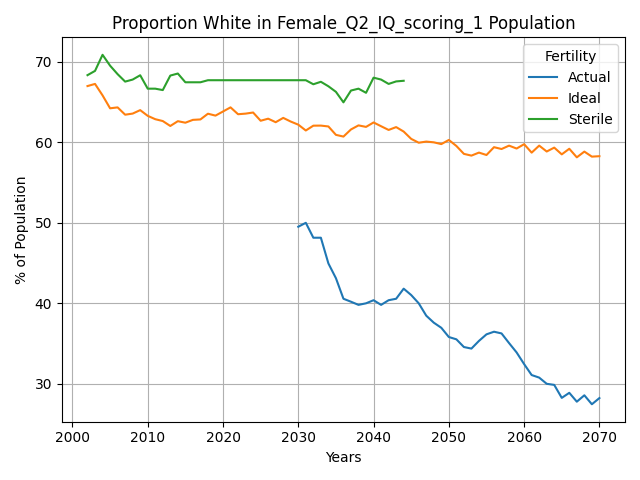 Proportion White in Female_Q2_IQ_scoring_1 Population
Fertility
Actual
Ideal
Sterile
% of Population
70
60
50
40
30
2000 2010 2020 2030 2040 2050 2060 2070
Years